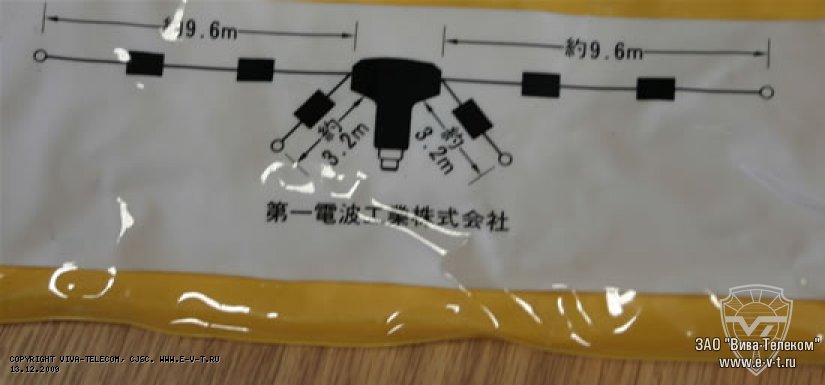 約9.6m
約9.6m
約
3.2m
約
3.2m
第一電波工業株式会社
COPYRIGHT VIVA-TELECOM, CJSC. WWW.E-V-T.RU
13.12.2009
ЗАО "Вива-Телеком"
www.e-v-t.ru